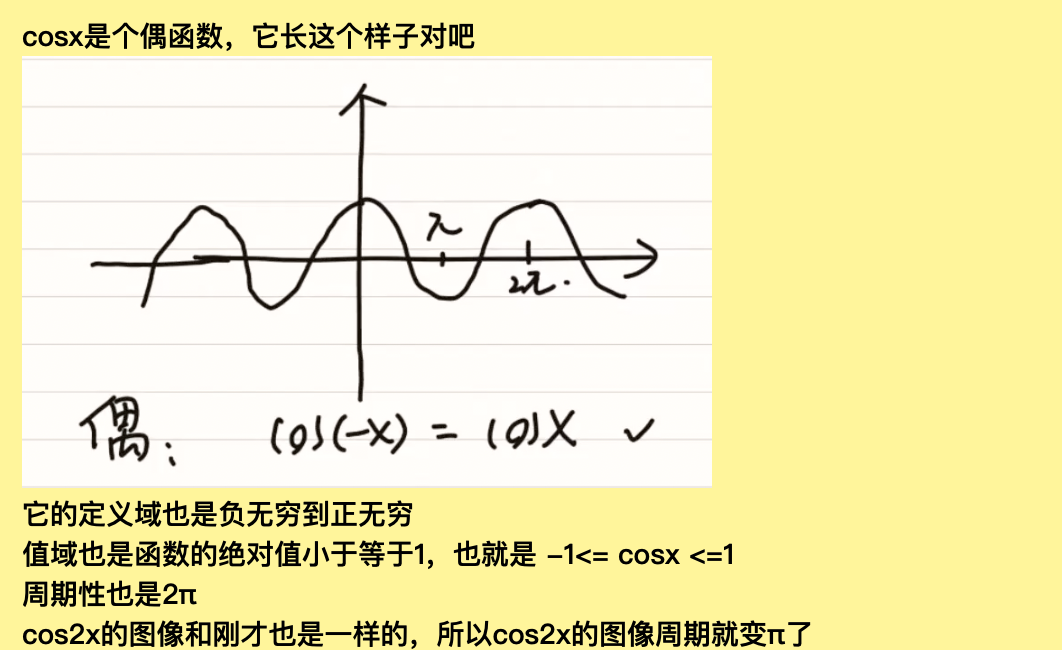 cosx是个偶函数，它长这个样子对吧
π
2π.
偶： cos(-x) = cosx ✓
它的定义域也是负无穷到正无穷
值域也是函数的绝对值小于等于1，也就是 -1<= cosx <=1
周期性也是2π
cos2x的图像和刚才也是一样的，所以cos2x的图像周期就变π了